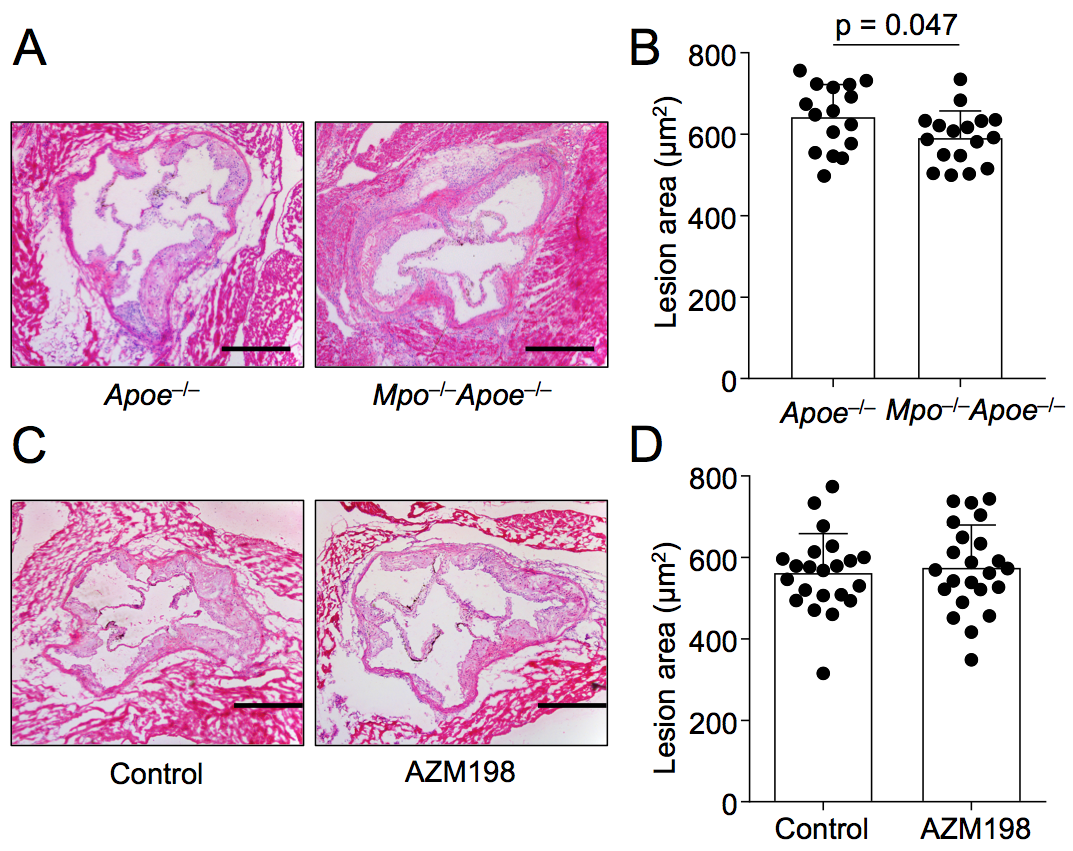 A
Apoe–/–
Mpo–/–Apoe–/–
B
p = 0.047
Lesion area (µm2)
800
600
400
200
0
Apoe–/–
Mpo–/–Apoe–/–
C
Control
AZM198
D
Lesion area (µm2)
800
600
400
200
0
Control
AZM198